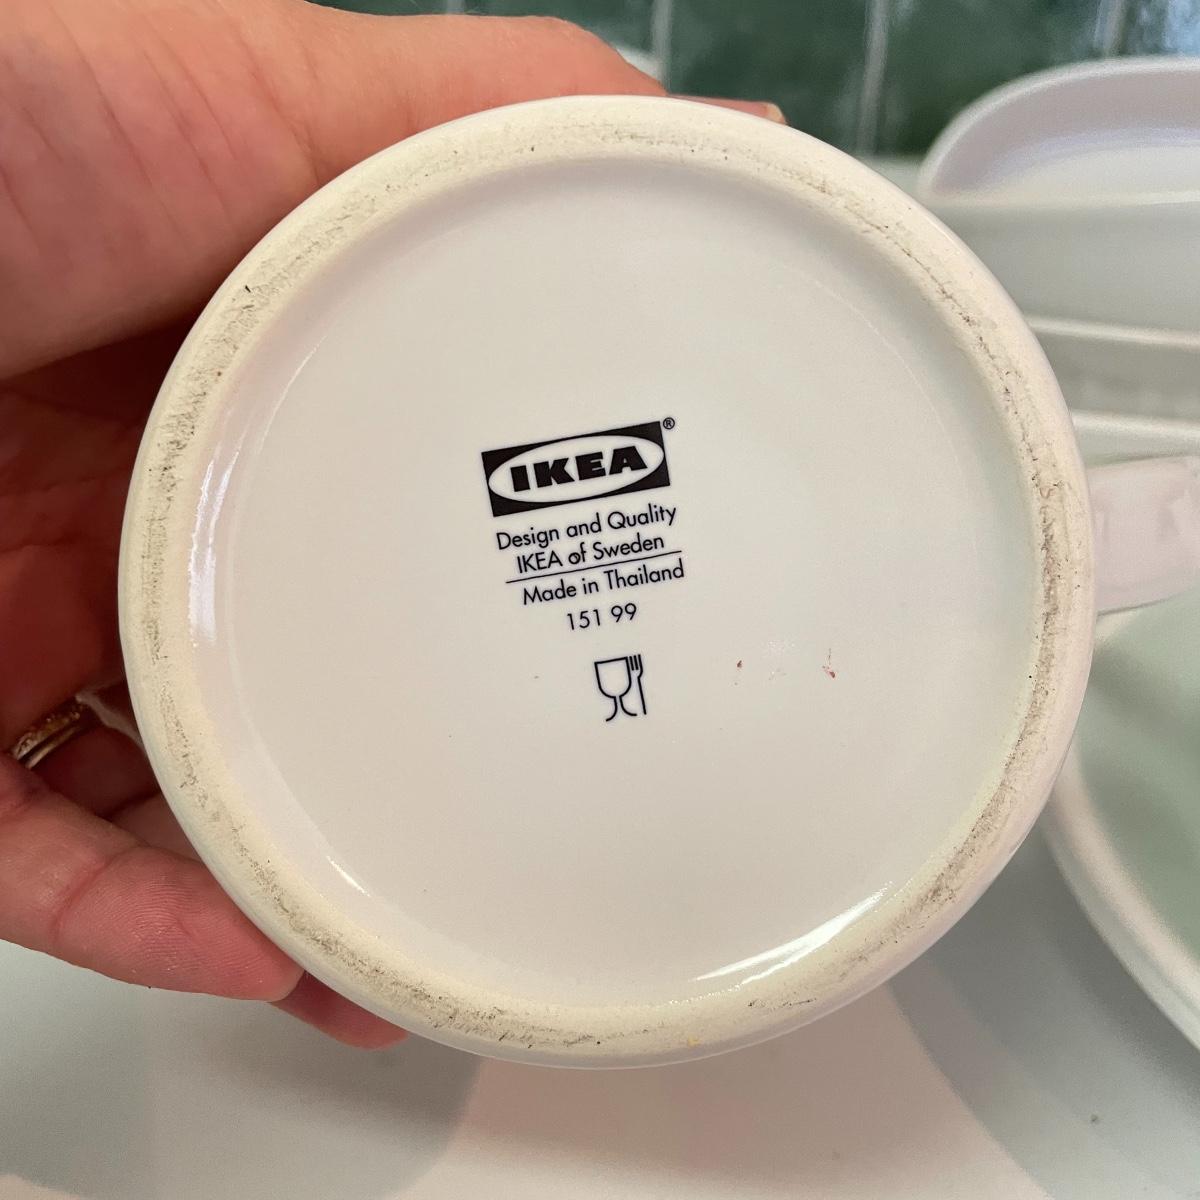 IKEA®
Design and Quality
IKEA of Sweden
Made in Thailand
151 99